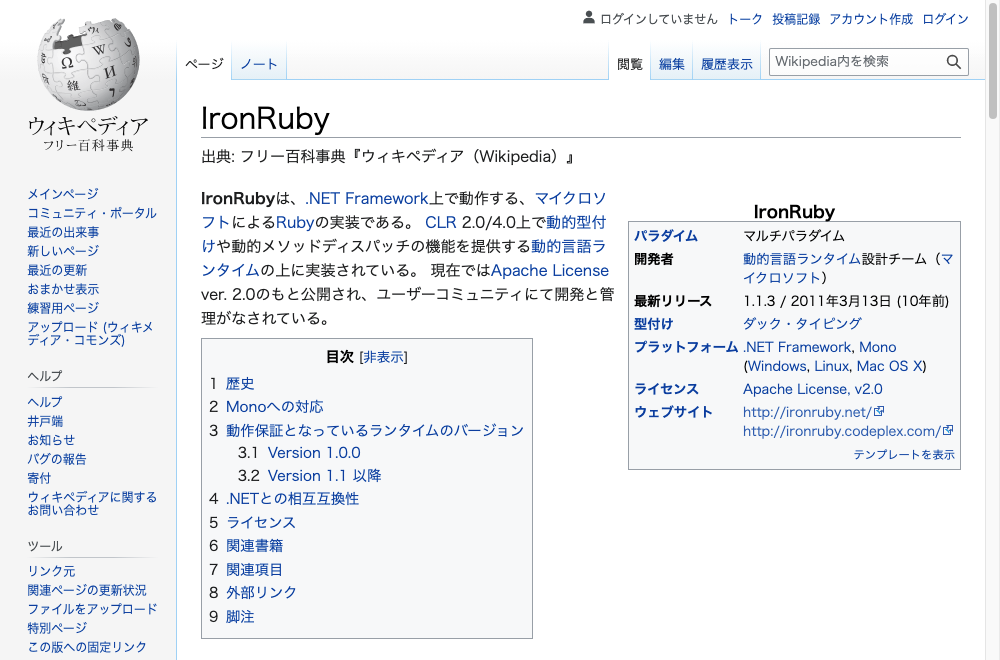 ログインしていません トーク 投稿記録 アカウント作成 ログイン
ページ ノート 閲覧 編集 履歴表示 Wikipedia内を検索
ウィキペディア
フリー百科事典
メインページ
コミュニティ・ポータル
最近の出来事
新しいページ
最近の更新
おまかせ表示
練習用ページ
アップロード (ウィキメ
ディア・コモンズ)
ヘルプ
ヘルプ
井戸端
お知らせ
バグの報告
寄付
ウィキペディアに関する
お問い合わせ
ツール
リンク元
関連ページの更新状況
ファイルをアップロード
特別ページ
この版への固定リンク
IronRuby
出典: フリー百科事典『ウィキペディア（Wikipedia）』
IronRubyは、.NET Framework上で動作する、マイクロソ
フトによるRubyの実装である。 CLR 2.0/4.0上で動的型付
けや動的メソッドディスパッチの機能を提供する動的言語ラ
ンタイムの上に実装されている。 現在ではApache License
ver. 2.0のもと公開され、ユーザーコミュニティにて開発と管
理がなされている。
IronRuby
パラダイム マルチパラダイム
開発者 動的言語ランタイム設計チーム（マ
イクロソフト）
最新リリース 1.1.3 / 2011年3月13日 (10年前)
型付け ダック・タイピング
プラットフォーム .NET Framework, Mono
(Windows, Linux, Mac OS X)
ライセンス Apache License, v2.0
ウェブサイト http://ironruby.net/
http://ironruby.codeplex.com/
テンプレートを表示
目次 [非表示]
1 歴史
2 Monoへの対応
3 動作保証となっているランタイムのバージョン
3.1 Version 1.0.0
3.2 Version 1.1 以降
4 .NETとの相互互換性
5 ライセンス
6 関連書籍
7 関連項目
8 外部リンク
9 脚注